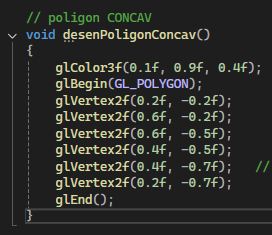 // poligon CONCAV
void desenPoligonConcav()
{
glColor3f(0.1f, 0.9f, 0.4f);
glBegin(GL_POLYGON);
glVertex2f(0.2f, -0.2f);
glVertex2f(0.6f, -0.2f);
glVertex2f(0.6f, -0.5f);
glVertex2f(0.4f, -0.5f);
glVertex2f(0.4f, -0.7f); //
glVertex2f(0.2f, -0.7f);
glEnd();
}